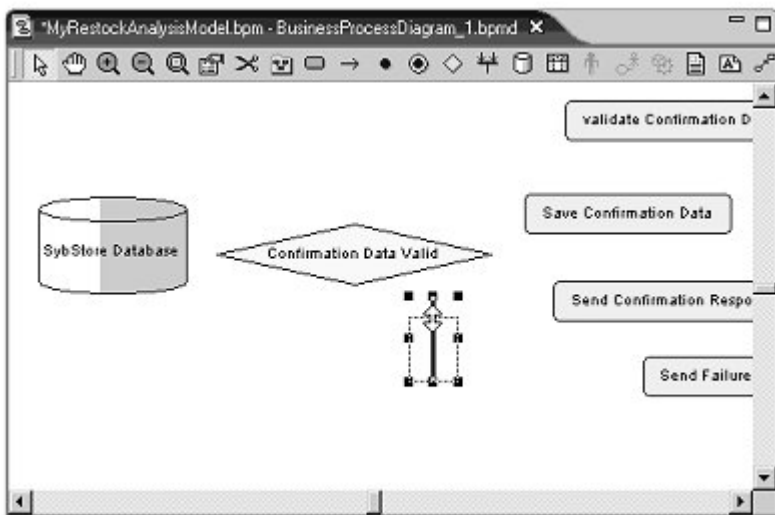 *MyRestockAnalysisModel.bpm - BusinessProcessDiagram_1.bpmd
validate Confirmation D
Save Confirmation Data
SybStore Database
Confirmation Data Valid
Send Confirmation Respo
Send Failure